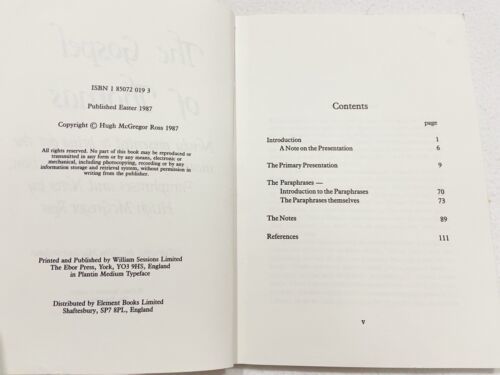 ISBN 1 85072 019 3
Published Easter 1987
Copyright © Hugh McGregor Ross 1987
All rights reserved. No part of this book may be reproduced or
transmitted in any form or by any means, electronic or
mechanical, including photocopying, recording or by any
information storage and retrieval system, without permission in
writing from the publisher.
Printed and Published by William Sessions Limited
The Ebor Press, York, YO3 9HS, England
in Plantin Medium Typeface
Distributed by Element Books Limited
Shaftesbury, SP7 8PL, England
Contents
page
Introduction 1
A Note on the Presentation 6
The Primary Presentation 9
The Paraphrases —
Introduction to the Paraphrases 70
The Paraphrases themselves 73
The Notes 89
References 111
v